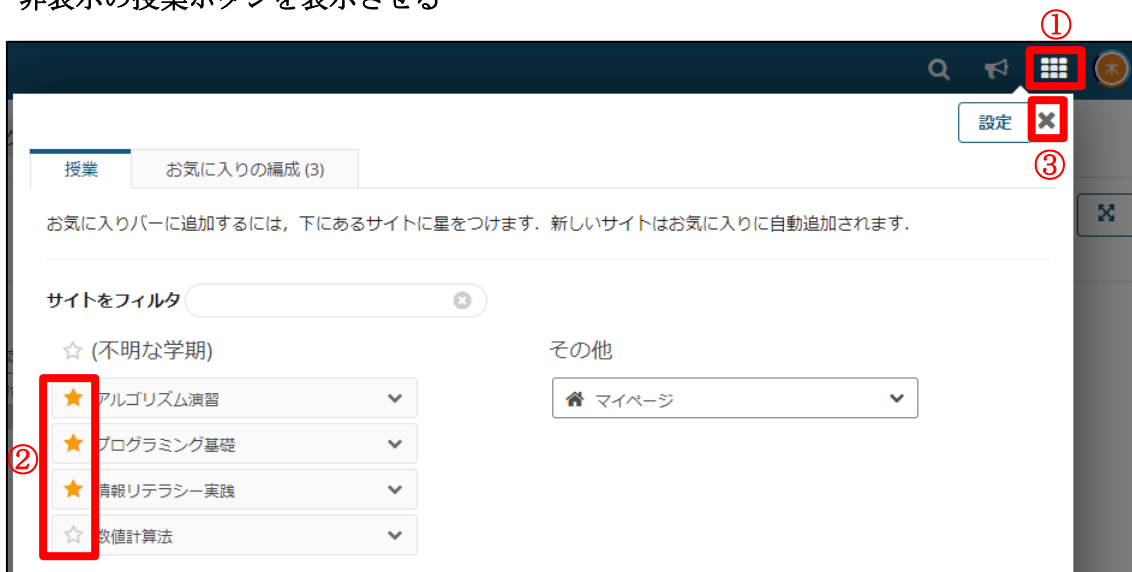 非表示の授業ボタンを表示させる
①
木
設定
③
授業
お気に入りの編成 (3)
お気に入りバーに追加するには，下にあるサイトに星をつけます．新しいサイトはお気に入りに自動追加されます．
サイトをフィルタ
(不明な学期)
その他
②
アルゴリズム演習
プログラミング基礎
情報リテラシー実践
数値計算法
マイページ